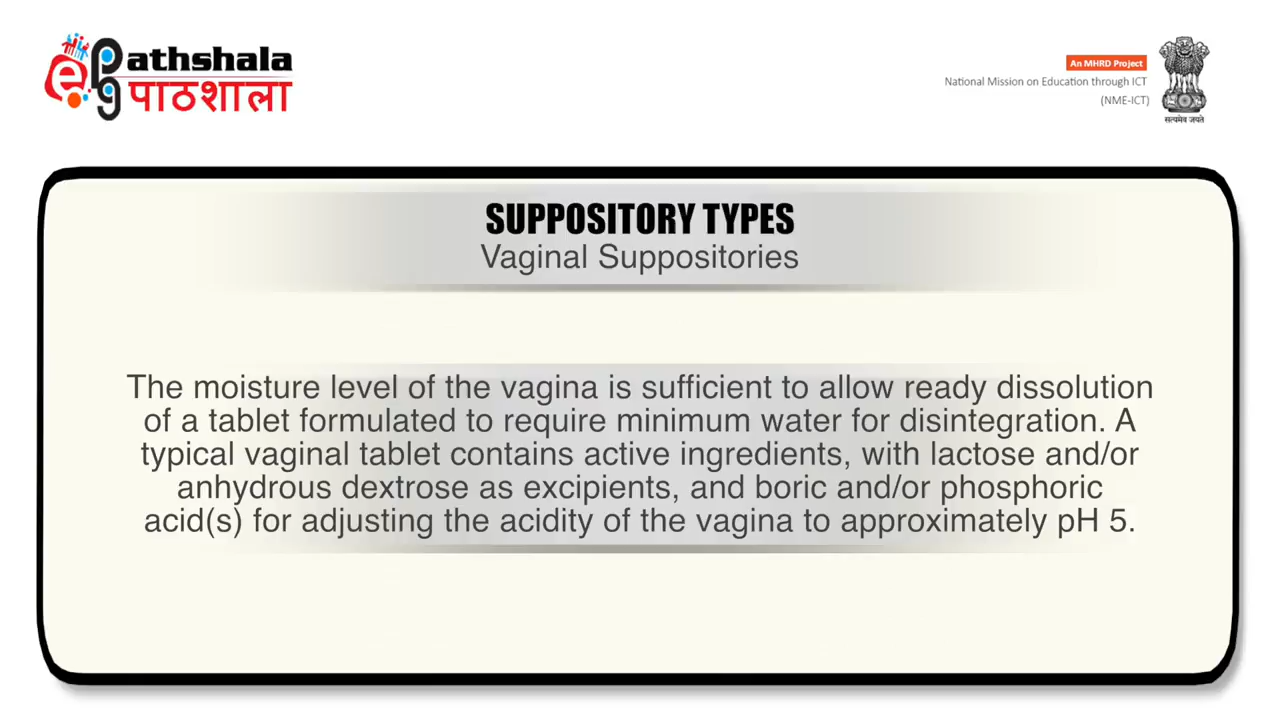 e Pg athshala
पाठशाला
An MHRD Project
National Mission on Education through ICT
(NME-ICT)
सत्यमेव जयते
SUPPOSITORY TYPES
Vaginal Suppositories
The moisture level of the vagina is sufficient to allow ready dissolution
of a tablet formulated to require minimum water for disintegration. A
typical vaginal tablet contains active ingredients, with lactose and/or
anhydrous dextrose as excipients, and boric and/or phosphoric
acid(s) for adjusting the acidity of the vagina to approximately pH 5.